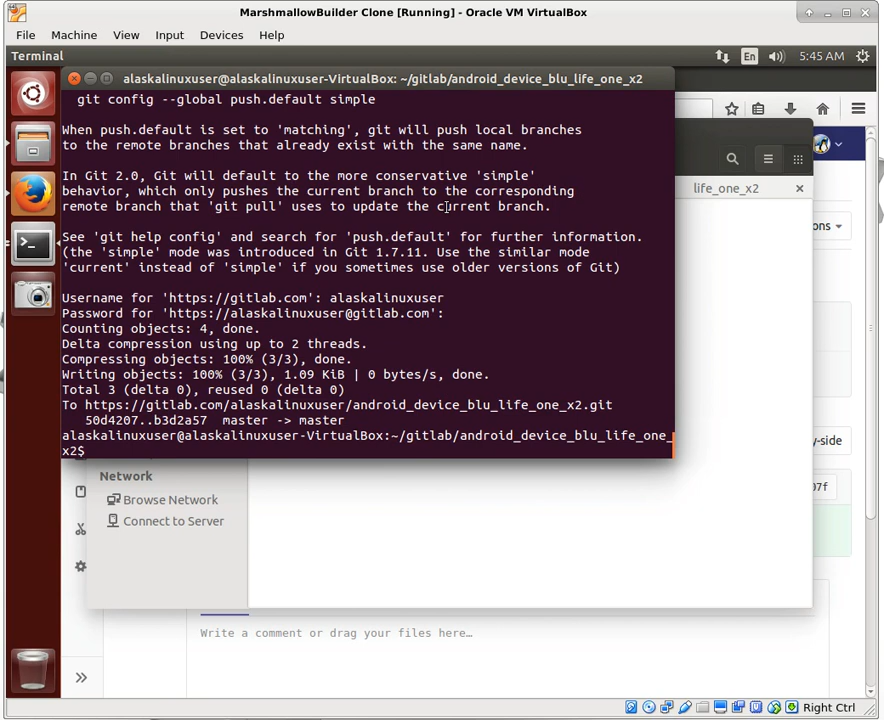 MarshmallowBuilder Clone [Running] - Oracle VM VirtualBox
File Machine View Input Devices Help
Terminal
En
5:45 AM
alaskalinuxuser@alaskalinuxuser-VirtualBox: ~/gitlab/android_device_blu_life_one_x2
git config --global push.default simple
When push.default is set to 'matching', git will push local branches
to the remote branches that already exist with the same name.
In Git 2.0, Git will default to the more conservative 'simple'
behavior, which only pushes the current branch to the corresponding
remote branch that 'git pull' uses to update the current branch.
See 'git help config' and search for 'push.default' for further information.
(the 'simple' mode was introduced in Git 1.7.11. Use the similar mode
'current' instead of 'simple' if you sometimes use older versions of Git)
Username for 'https://gitlab.com': alaskalinuxuser
Password for 'https://alaskalinuxuser@gitlab.com':
Counting objects: 4, done.
Delta compression using up to 2 threads.
Compressing objects: 100% (3/3), done.
Writing objects: 100% (3/3), 1.09 KiB | 0 bytes/s, done.
Total 3 (delta 0), reused 0 (delta 0)
To https://gitlab.com/alaskalinuxuser/android_device_blu_life_one_x2.git
50d4207..b3d2a57 master -> master
alaskalinuxuser@alaskalinuxuser-VirtualBox:~/gitlab/android_device_blu_life_one_
x2$
life_one_x2
ons
y-side
07f
Network
Browse Network
Connect to Server
Write a comment or drag your files here…
Right Ctrl